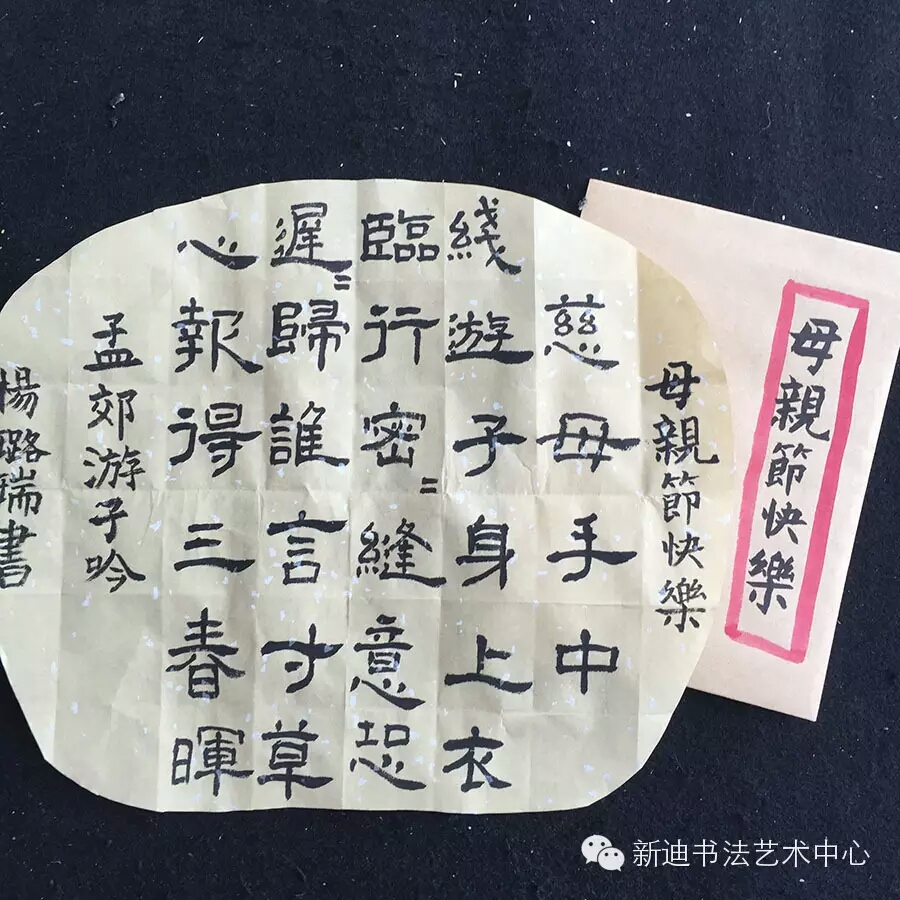 母親節快樂
母親節快樂
慈母手中
綫遊子身上衣
臨行密=縫意恐
遲=歸誰言寸草
心報得三春暉
孟郊游子吟
楊璐瑞書
新迪书法艺术中心